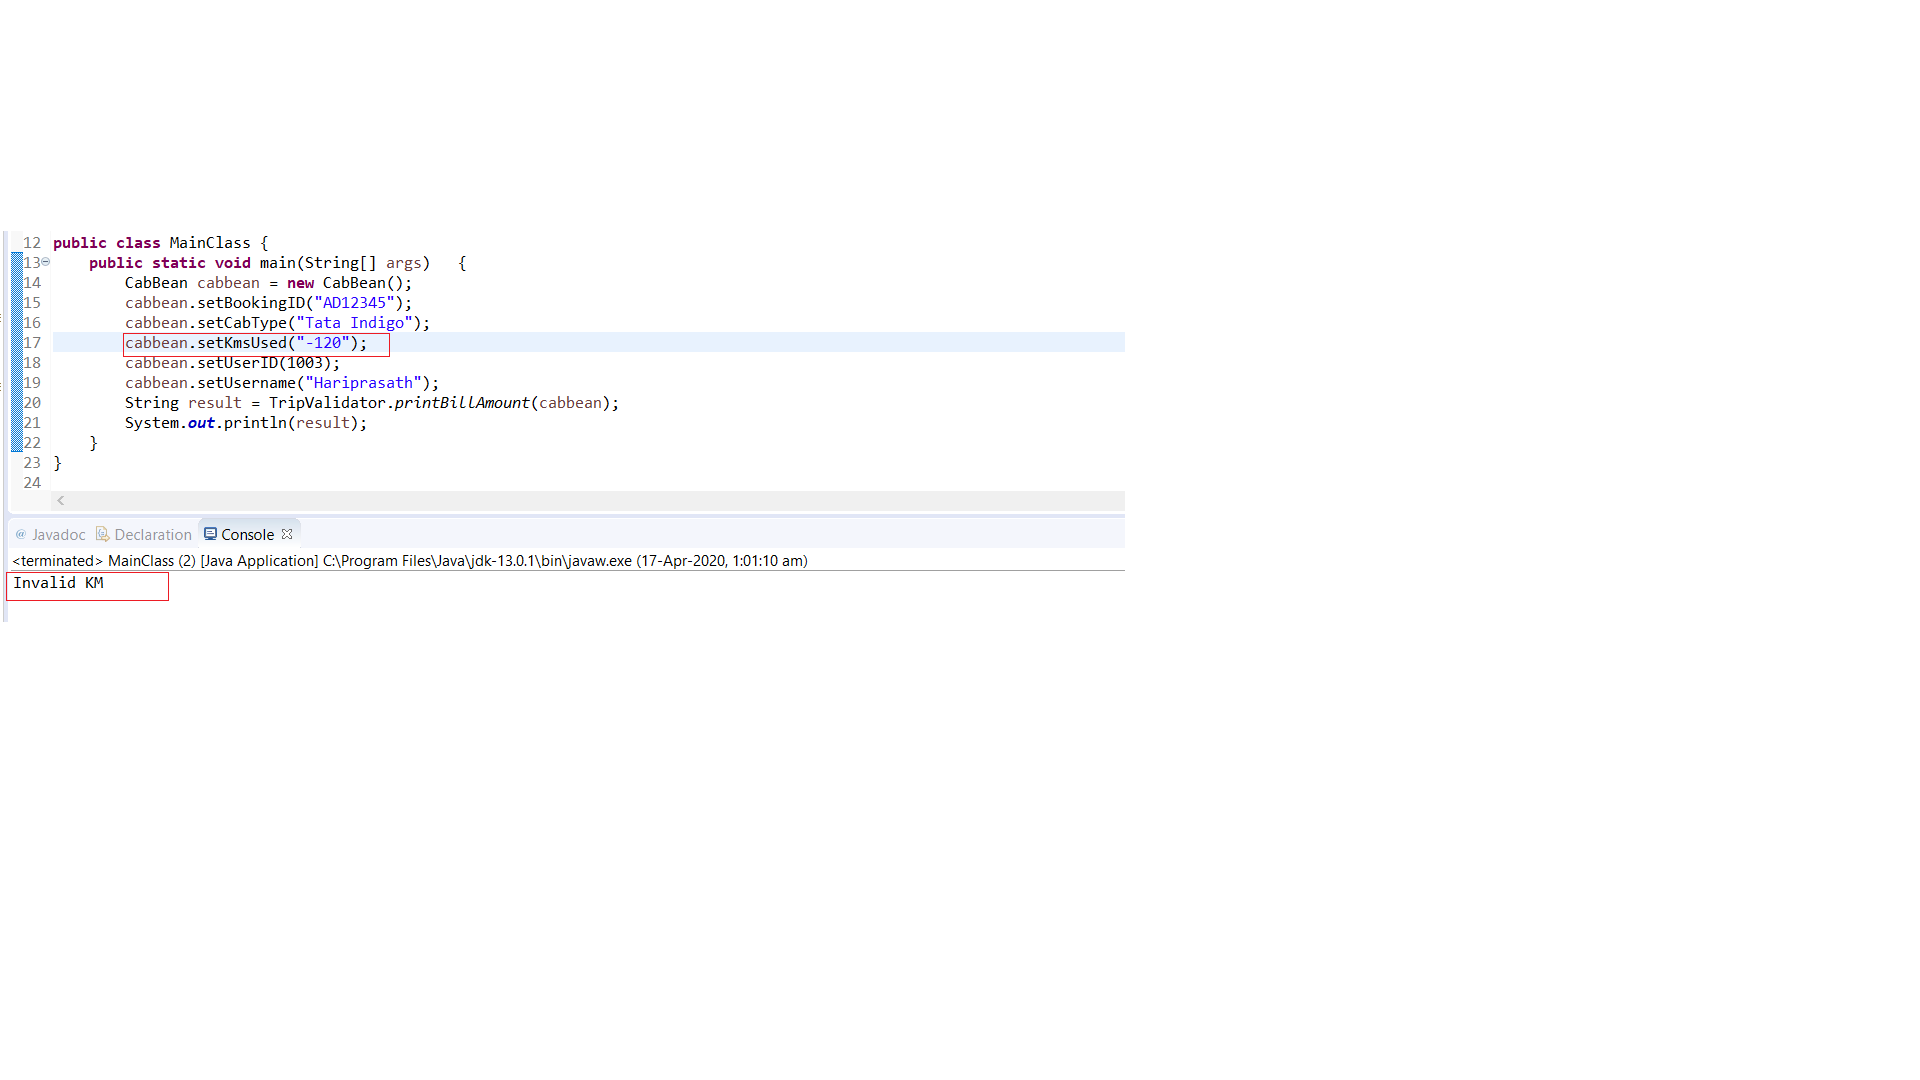 12 public class MainClass {
13 public static void main(String[] args) {
14 CabBean cabbean = new CabBean();
15 cabbean.setBookingID("AD12345");
16 cabbean.setCabType("Tata Indigo");
17 cabbean.setKmsUsed("-120");
18 cabbean.setUserID(1003);
19 cabbean.setUsername("Hariprasath");
20 String result = TripValidator.printBillAmount(cabbean);
21 System.out.println(result);
22 }
23 }
24
@ Javadoc Declaration Console
<terminated> MainClass (2) [Java Application] C:\Program Files\Java\jdk-13.0.1\bin\javaw.exe (17-Apr-2020, 1:01:10 am)
Invalid KM